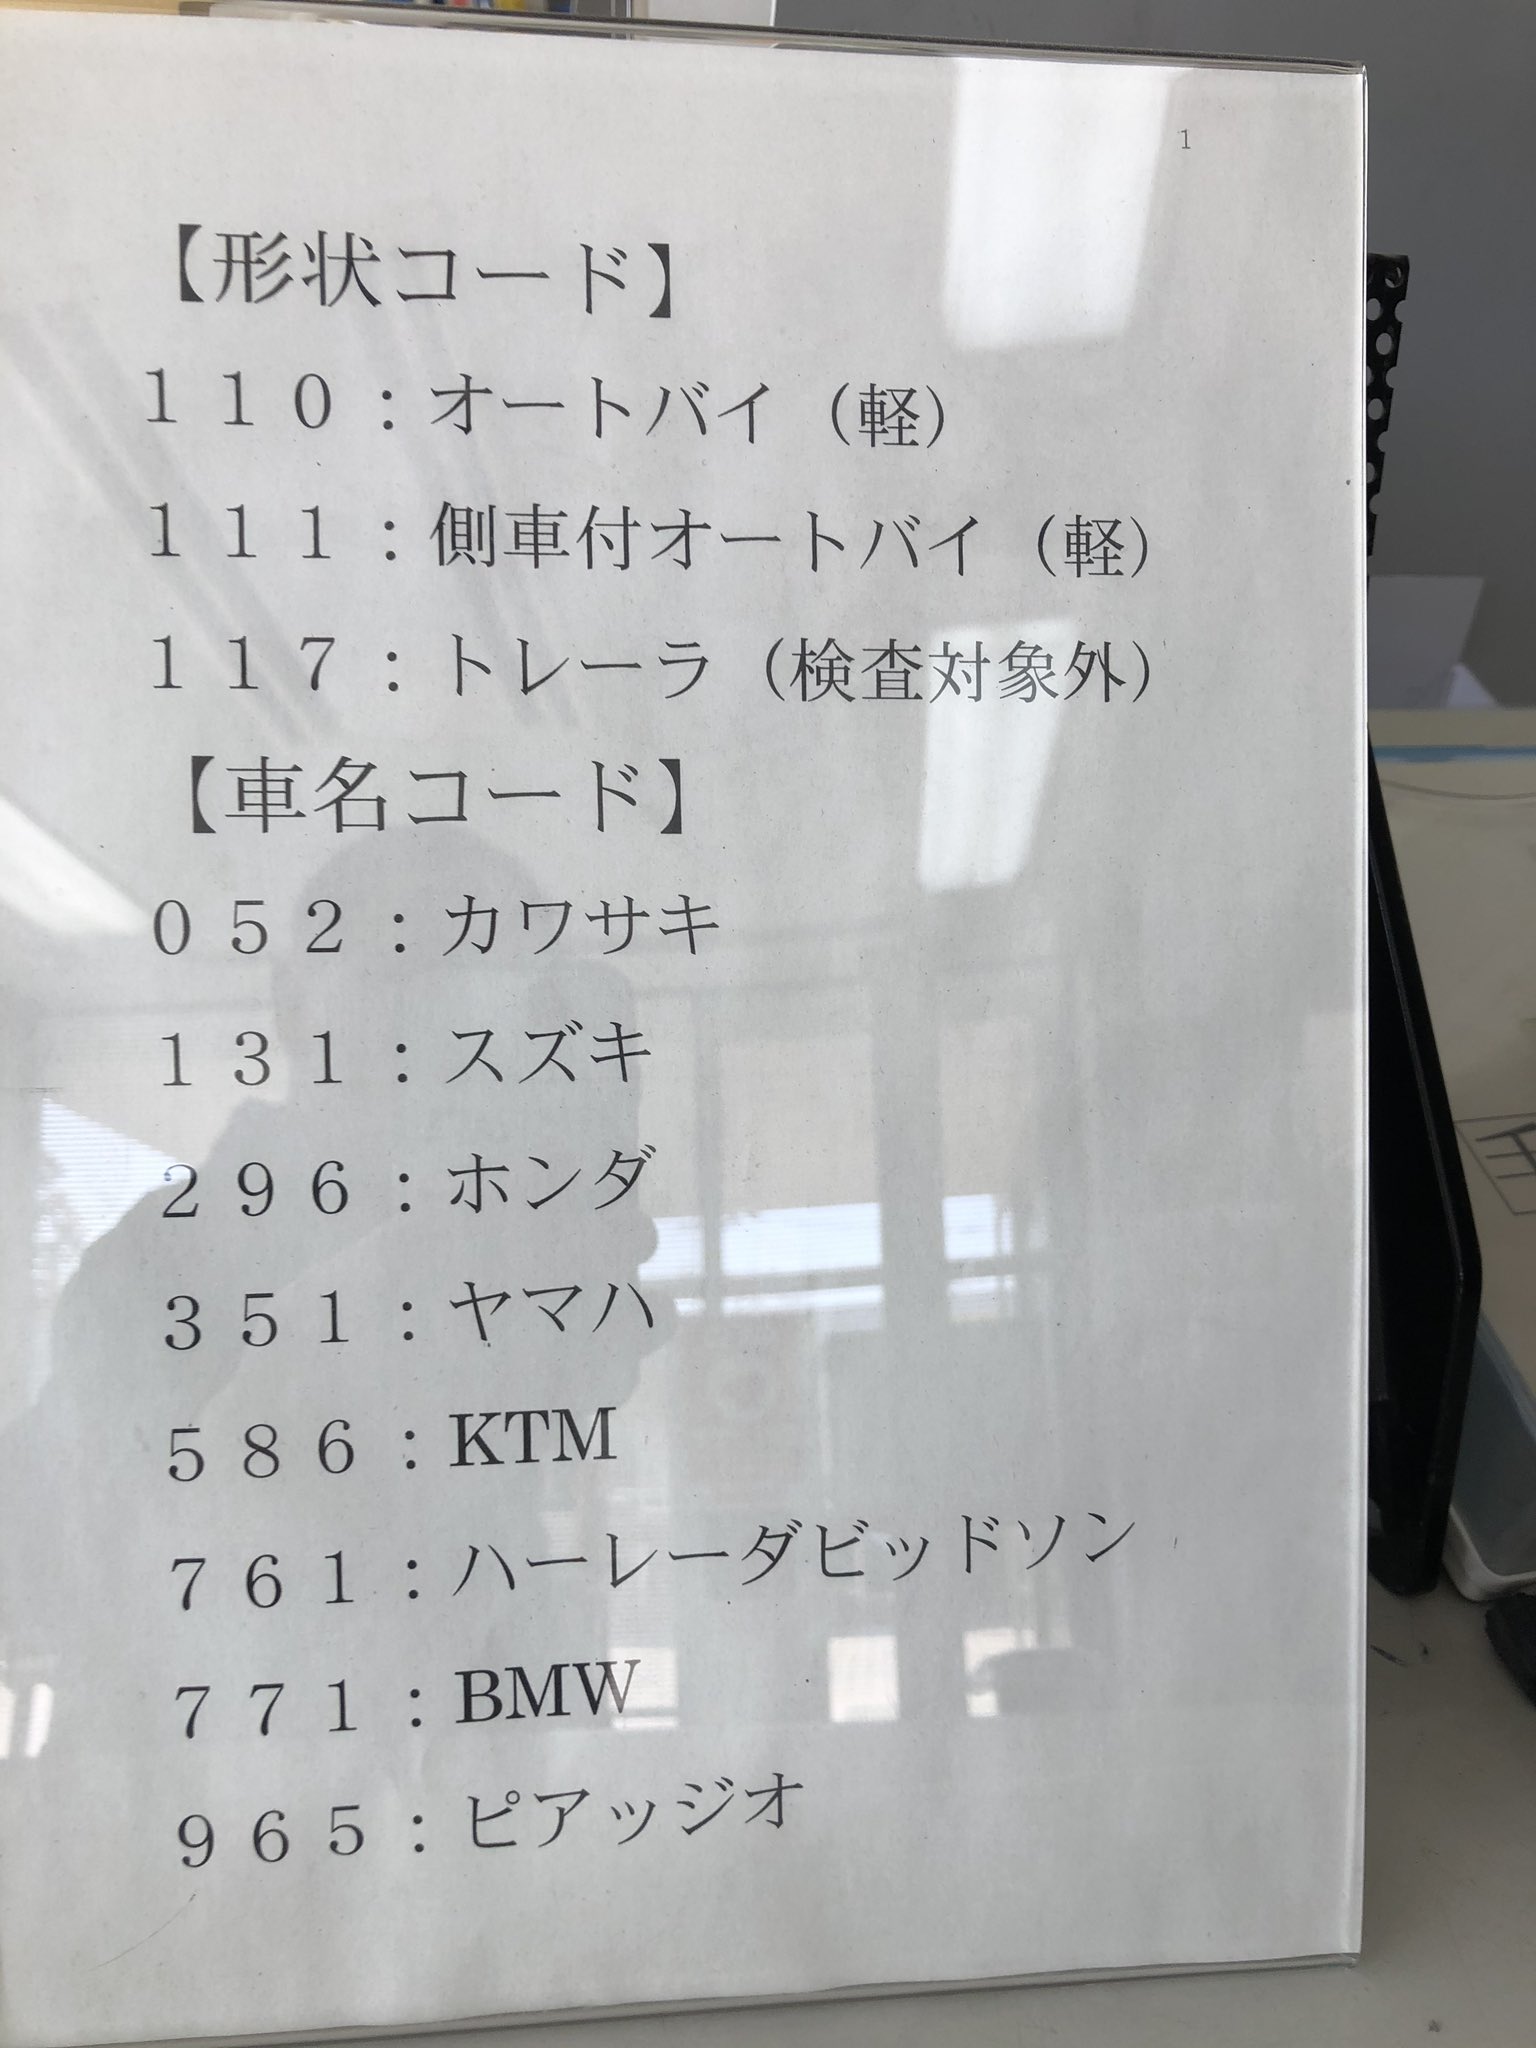 1
【形状コード】
１１０：オートバイ（軽）
１１１：側車付オートバイ（軽）
１１７：トレーラ（検査対象外）
【車名コード】
０５２：カワサキ
１３１：スズキ
２９６：ホンダ
３５１：ヤマハ
５８６：KTM
７６１：ハーレーダビッドソン
７７１：BMW
９６５：ピアッジオ